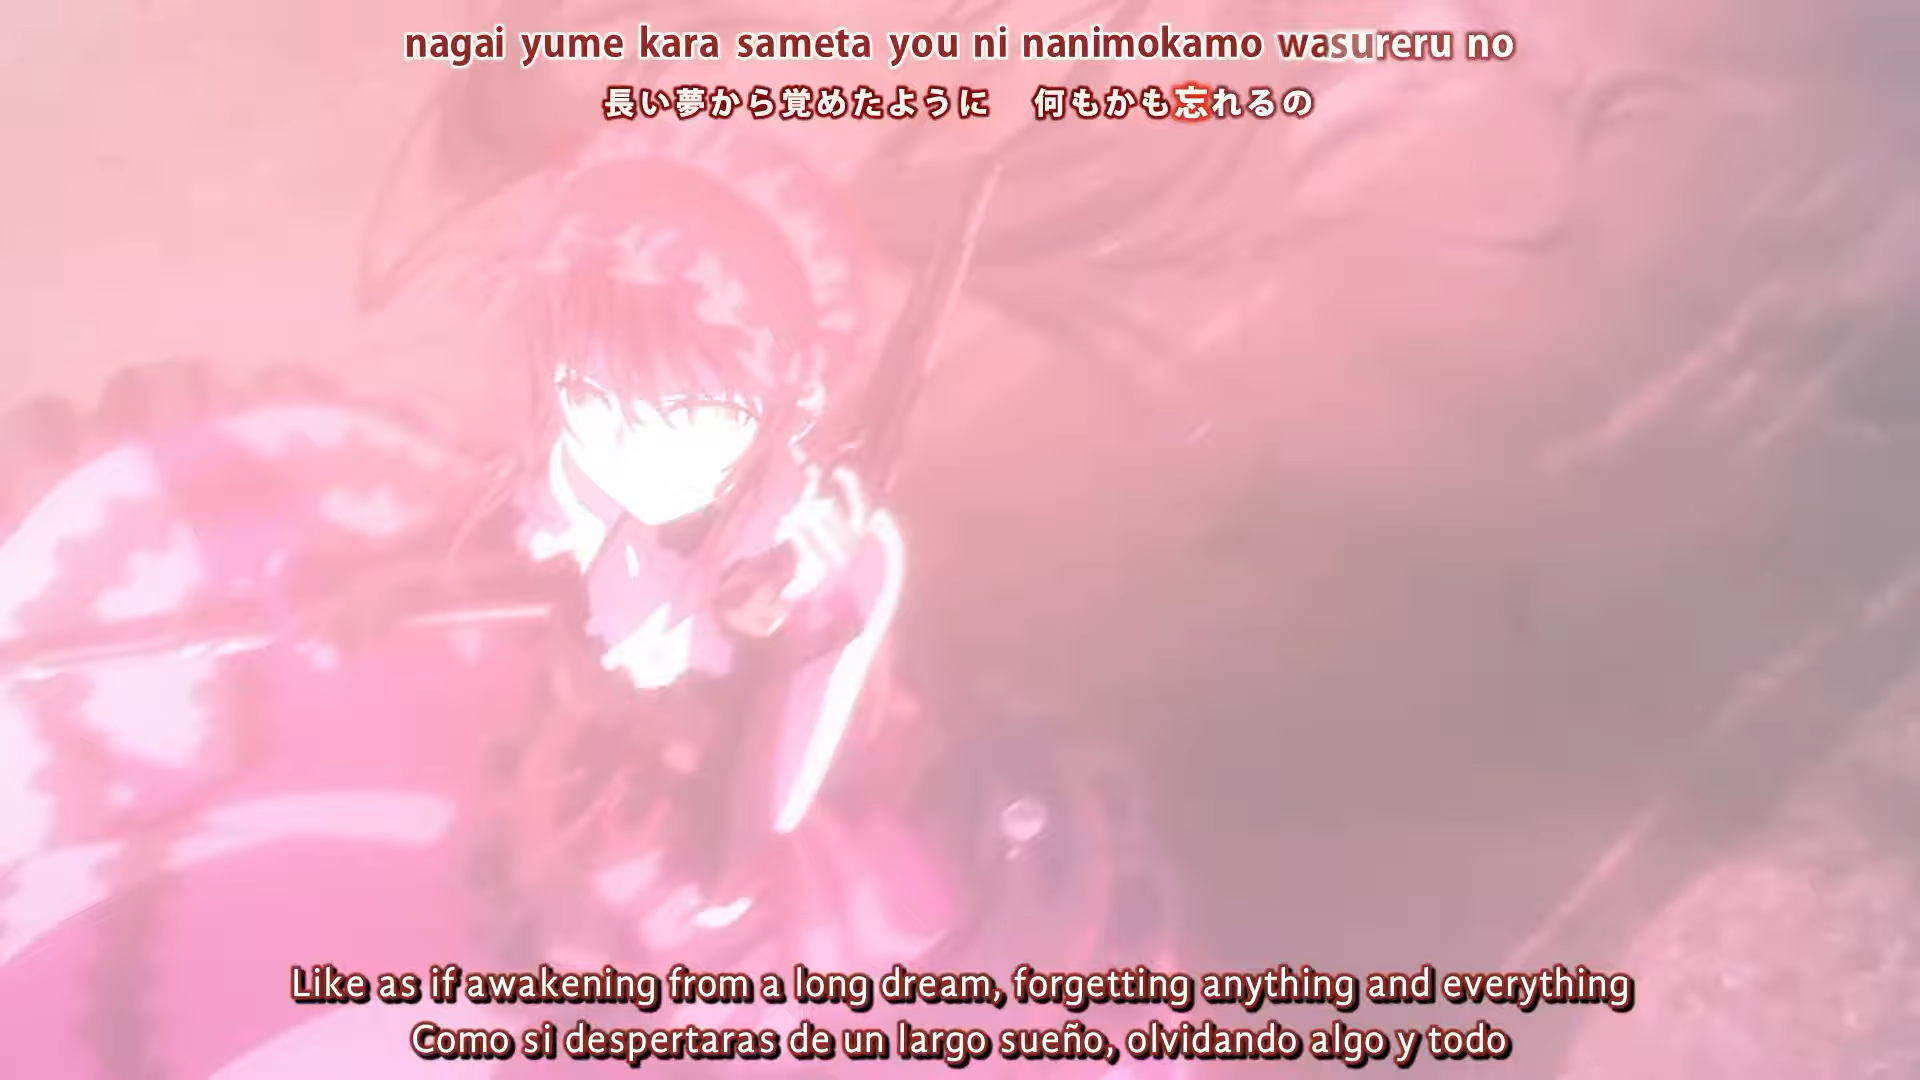 nagai yume kara sameta you ni nanimokamo wasureru no
長い夢から覚めたように　何もかも忘れるの
Like as if awakening from a long dream, forgetting anything and everything
Como si despertaras de un largo sueño, olvidando algo y todo